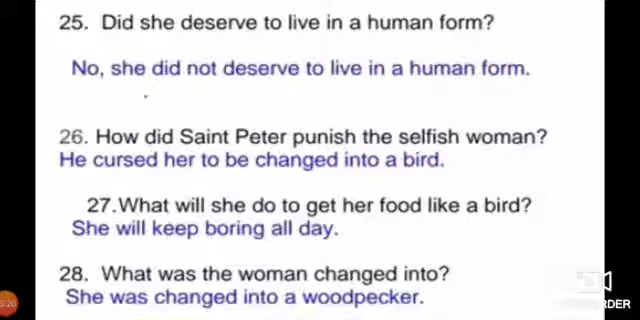 25. Did she deserve to live in a human form?
No, she did not deserve to live in a human form.
26. How did Saint Peter punish the selfish woman?
He cursed her to be changed into a bird.
27.What will she do to get her food like a bird?
She will keep boring all day.
28. What was the woman changed into?
She was changed into a woodpecker.